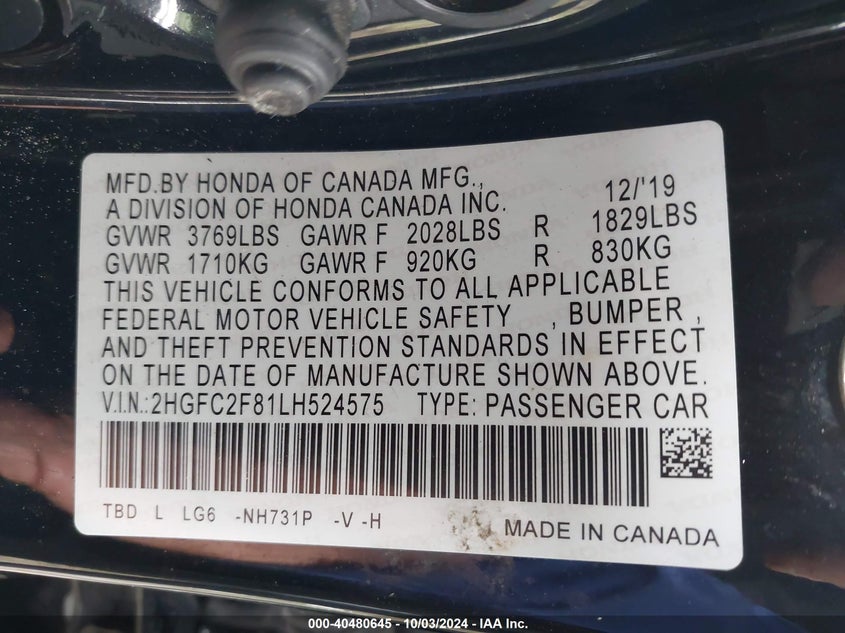 MFD.BY HONDA OF CANADA MFG., 12/'19
A DIVISION OF HONDA CANADA INC.
GVWR 3769LBS GAWR F 2028LBS R 1829LBS
GVWR 1710KG GAWR F 920KG R 830KG
THIS VEHICLE CONFORMS TO ALL APPLICABLE
FEDERAL MOTOR VEHICLE SAFETY , BUMPER ,
AND THEFT PREVENTION STANDARDS IN EFFECT
ON THE DATE OF MANUFACTURE SHOWN ABOVE.
V.I.N.:2HGFC2F81LH524575 TYPE: PASSENGER CAR
TBD L LG6 -NH731P -V -H
MADE IN CANADA
000-40480645 - 10/03/2024 - IAA Inc.